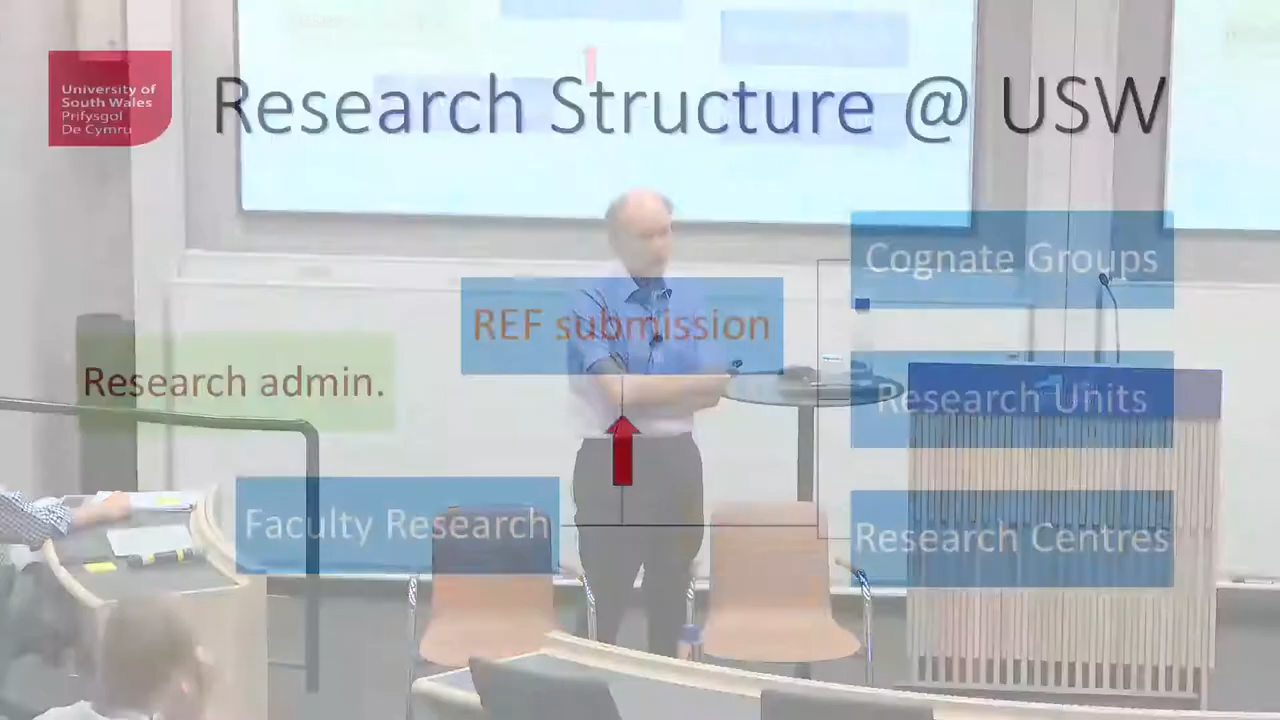 University of
South Wales
Prifysgol
De Cymru
Research Structure @ USW
Cognate Groups
REF submission
Research admin.
Research Units
Faculty Research
Research Centres